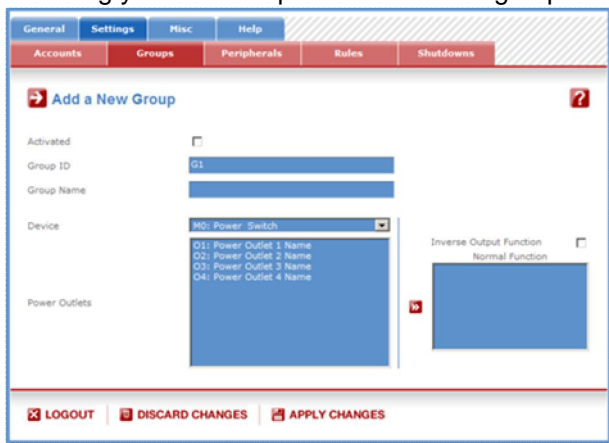 General Settings Misc Help
Accounts Groups Peripherals Rules Shutdowns
Add a New Group
?
Activated
Group ID G1
Group Name
Device M0: Power Switch
Inverse Output Function
Normal Function
O1: Power Outlet 1 Name
O2: Power Outlet 2 Name
O3: Power Outlet 3 Name
O4: Power Outlet 4 Name
Power Outlets
LOGOUT DISCARD CHANGES APPLY CHANGES